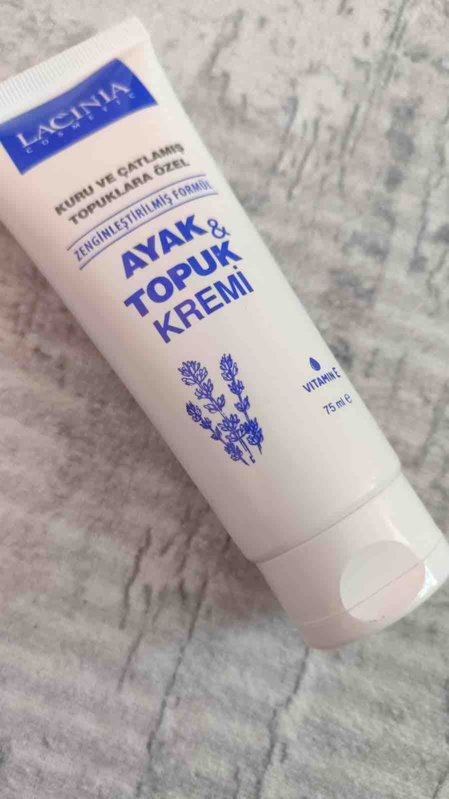 LACINIA
COSMETIC
KURU VE ÇATLAMIŞ
TOPUKLARA ÖZEL
ZENGİNLEŞTİRİLMİŞ FORMÜL
AYAK &
TOPUK
KREMİ
VITAMIN E
75 ml ℮